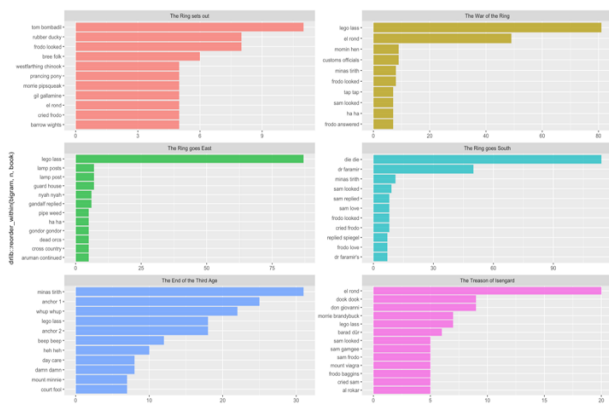 The Ring sets out
tom bombadil
rubber ducky
frodo looked
bree folk
westfarthing chinook
prancing pony
morrie pipsqueak
gil gallamine
el rond
cried frodo
barrow wights
0 3 6 9
The War of the Ring
lego lass
el rond
momin hen
customs officials
minas tirith
frodo looked
tap tap
sam looked
ha ha
frodo answered
0 20 40 60 80
drlib::reorder_within(bigram, n, book)
The Ring goes East
lego lass
lamp posts
lamp post
guard house
nyah nyah
gandalf replied
pipe weed
ha ha
gondor gondor
dead orcs
cross country
aruman continued
0 25 50 75
The Ring goes South
die die
dr faramir
minas tirith
sam looked
sam replied
sam love
frodo looked
cried frodo
replied spiegel
frodo love
dr faramir's
0 30 60 90
The End of the Third Age
minas tirith
anchor 1
whup whup
lego lass
anchor 2
beep beep
heh heh
day care
damn damn
mount minnia
court foot
0 10 20 30
The Treason of Isengard
el rond
dook dook
don giovanni
morrie brandybuck
lego lass
barad dûr
sam looked
sam gamgee
sam frodo
mount viagra
frodo baggins
cried sam
al rokar
0 5 10 15 20